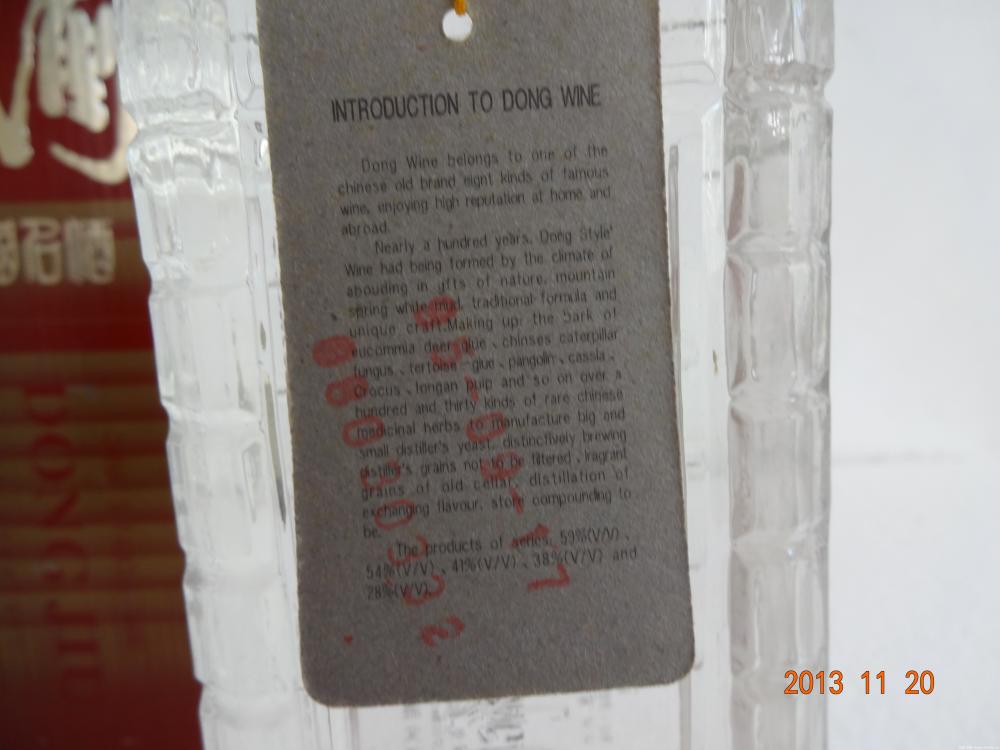 INTRODUCTION TO DONG WINE
Dong Wine belongs to one of the
chinese old brand eignt kinds of famous
wine, enjoying high reputation at home and
abroad.
Nearly a hundred years, Dong Style'
Wine had being formed by the climate of
abouding in gifts of nature, mountain
spring white mud, traditional formula and
unique craft.Making up the bark of
eucommia deer-glue、chinses caterpillar
fungus、tertoise-glue、pangolin、cassia、
Crocus、longan pulp and so on over a
hundred and thirty kinds of rare chinese
medicinal herbs to manufacture big and
small distiller's yeast, distinctively brewing
distiller's grains not to be filtered、fragrant
grains of old cellar, distillation of
exchanging flavour, store compounding to
be.
The products of series, 59%(V/V)、
54%(V/V)、41%(V/V)、38%(V/V) and
28%(V/V).
名酒
DONG JIU
2013 11 20